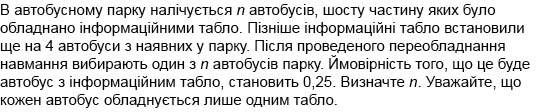 В автобусному парку налічується n автобусів, шосту частину яких було
обладнано інформаційними табло. Пізніше інформаційні табло встановили
ще на 4 автобуси з наявних у парку. Після проведеного переобладнання
навмання вибирають один з n автобусів парку. Ймовірність того, що це буде
автобус з інформаційним табло, становить 0,25. Визначте n. Уважайте, що
кожен автобус обладнується лише одним табло.